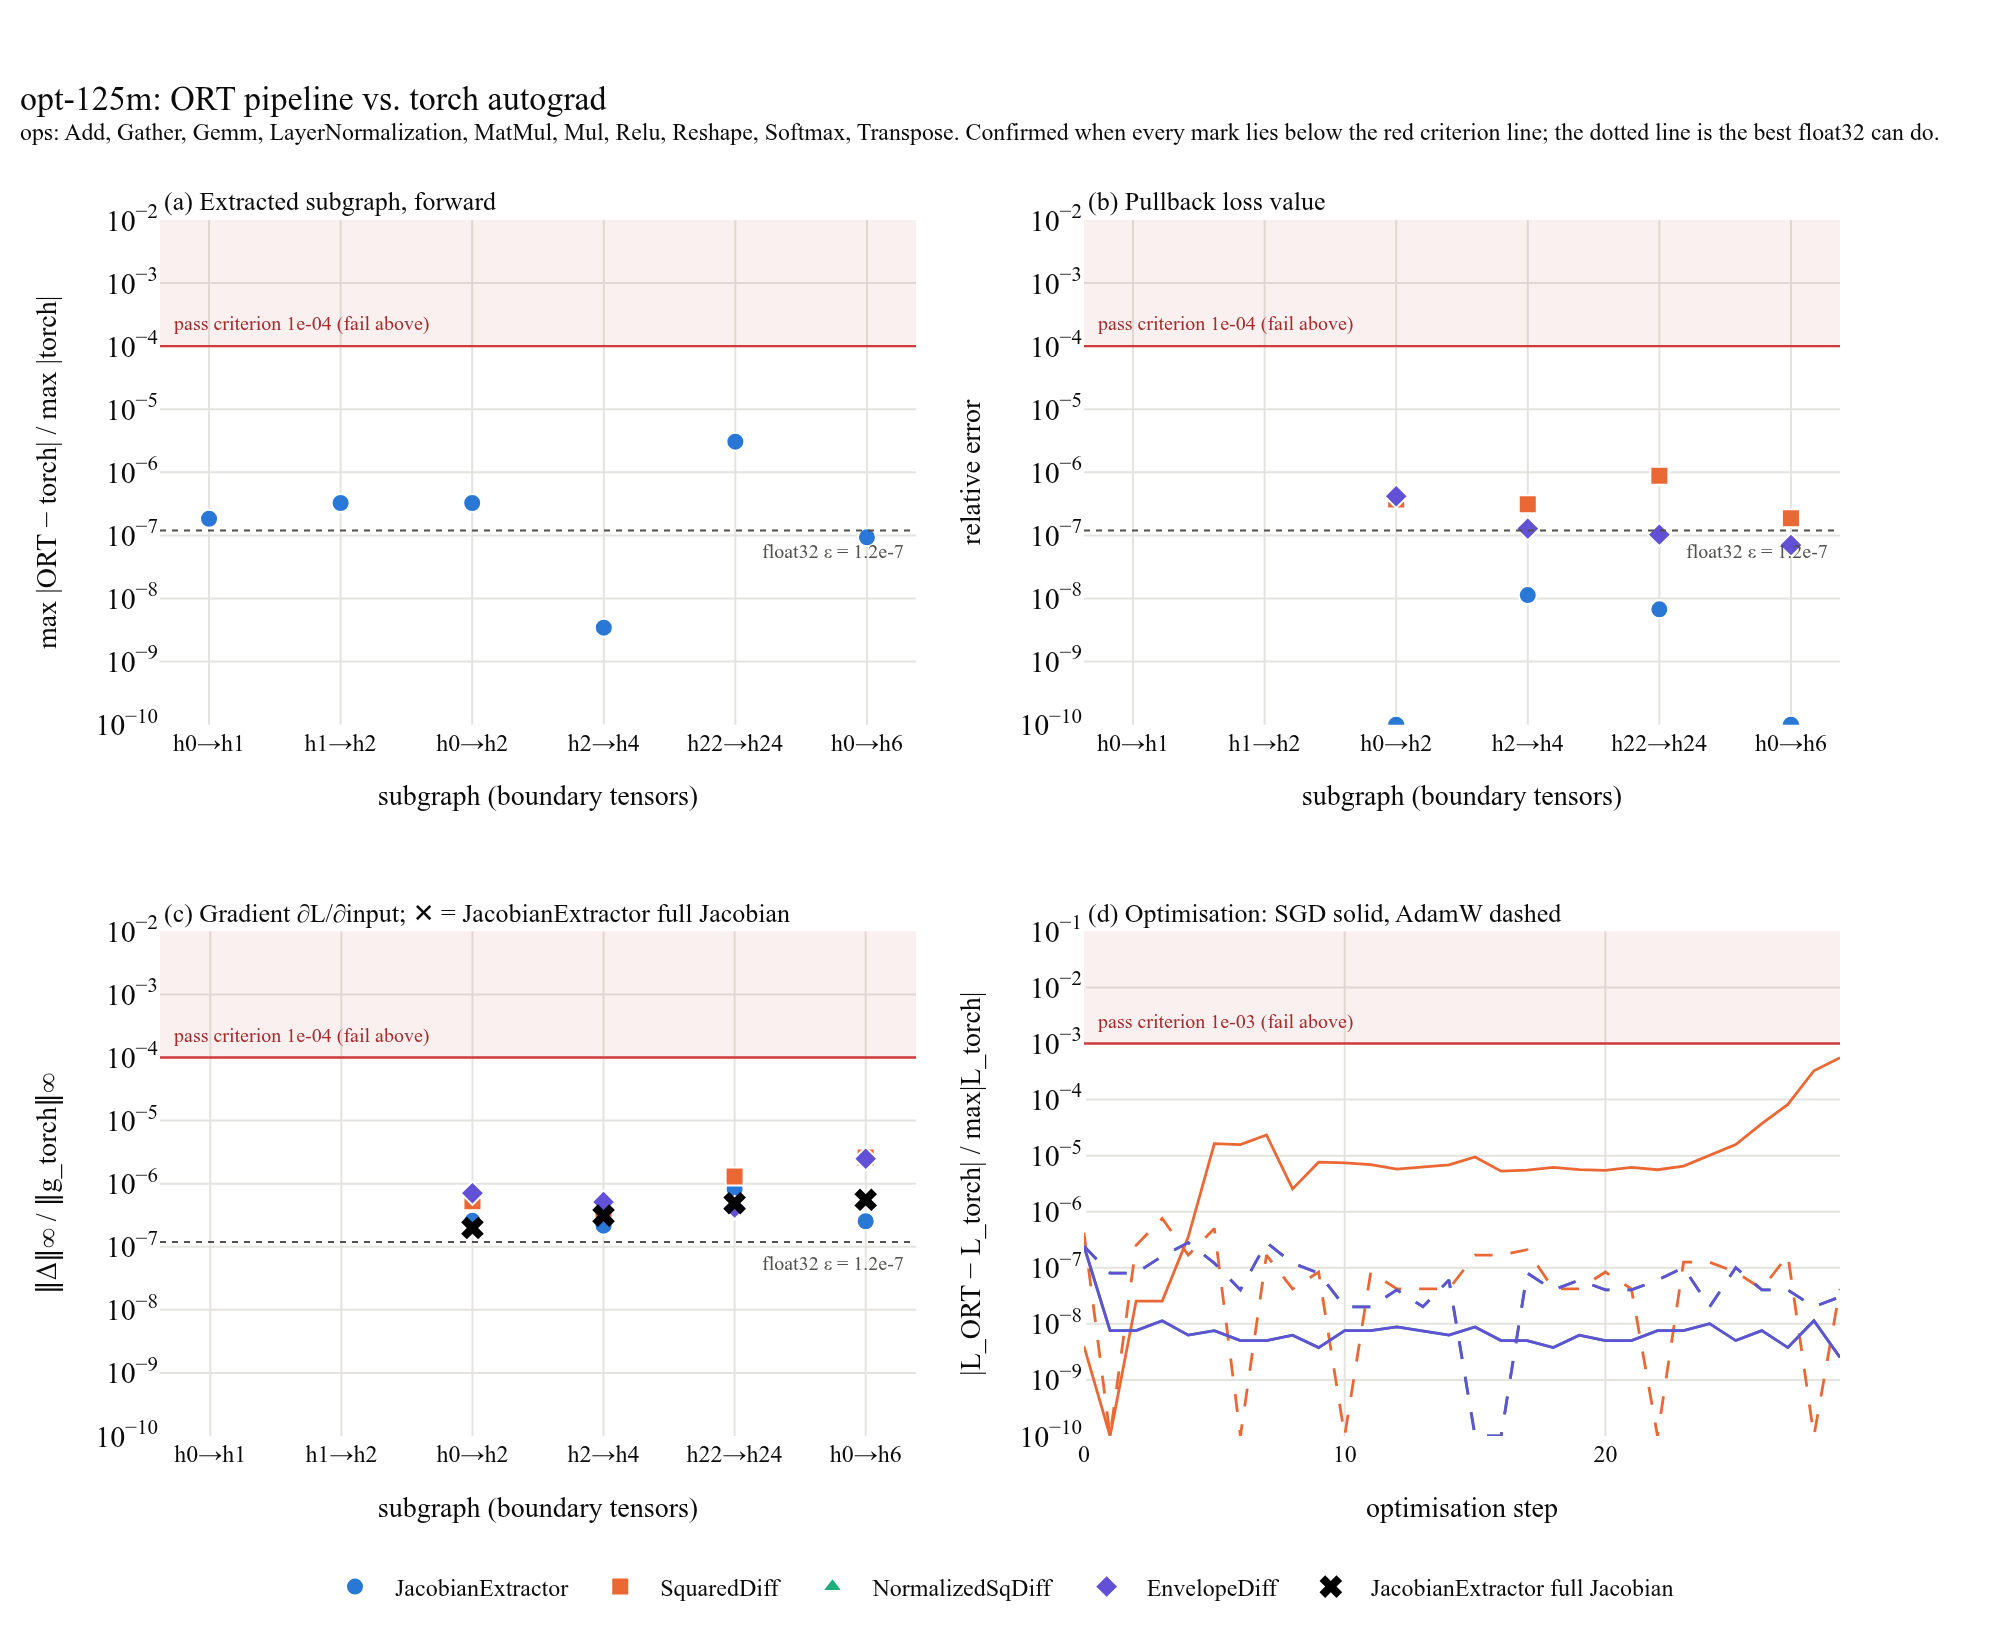 opt-125m: ORT pipeline vs. torch autograd
ops: Add, Gather, Gemm, LayerNormalization, MatMul, Mul, Relu, Reshape, Softmax, Transpose. Confirmed when every mark lies below the red criterion line; the dotted line is the best float32 can do.
(a) Extracted subgraph, forward
max |ORT − torch| / max |torch|
10−2
10−3
pass criterion 1e-04 (fail above)
10−4
10−5
10−6
10−7
float32 ε = 1.2e-7
10−8
10−9
10−10
h0→h1 h1→h2 h0→h2 h2→h4 h22→h24 h0→h6
subgraph (boundary tensors)
(b) Pullback loss value
relative error
10−2
10−3
pass criterion 1e-04 (fail above)
10−4
10−5
10−6
10−7
float32 ε = 1.2e-7
10−8
10−9
10−10
h0→h1 h1→h2 h0→h2 h2→h4 h22→h24 h0→h6
subgraph (boundary tensors)
(c) Gradient ∂L/∂input; ✕ = JacobianExtractor full Jacobian
‖Δ‖∞ / ‖g_torch‖∞
10−2
10−3
pass criterion 1e-04 (fail above)
10−4
10−5
10−6
10−7
float32 ε = 1.2e-7
10−8
10−9
10−10
h0→h1 h1→h2 h0→h2 h2→h4 h22→h24 h0→h6
subgraph (boundary tensors)
(d) Optimisation: SGD solid, AdamW dashed
|L_ORT − L_torch| / max|L_torch|
10−1
10−2
pass criterion 1e-03 (fail above)
10−3
10−4
10−5
10−6
10−7
10−8
10−9
10−10
0 10 20
optimisation step
JacobianExtractor SquaredDiff NormalizedSqDiff EnvelopeDiff JacobianExtractor full Jacobian